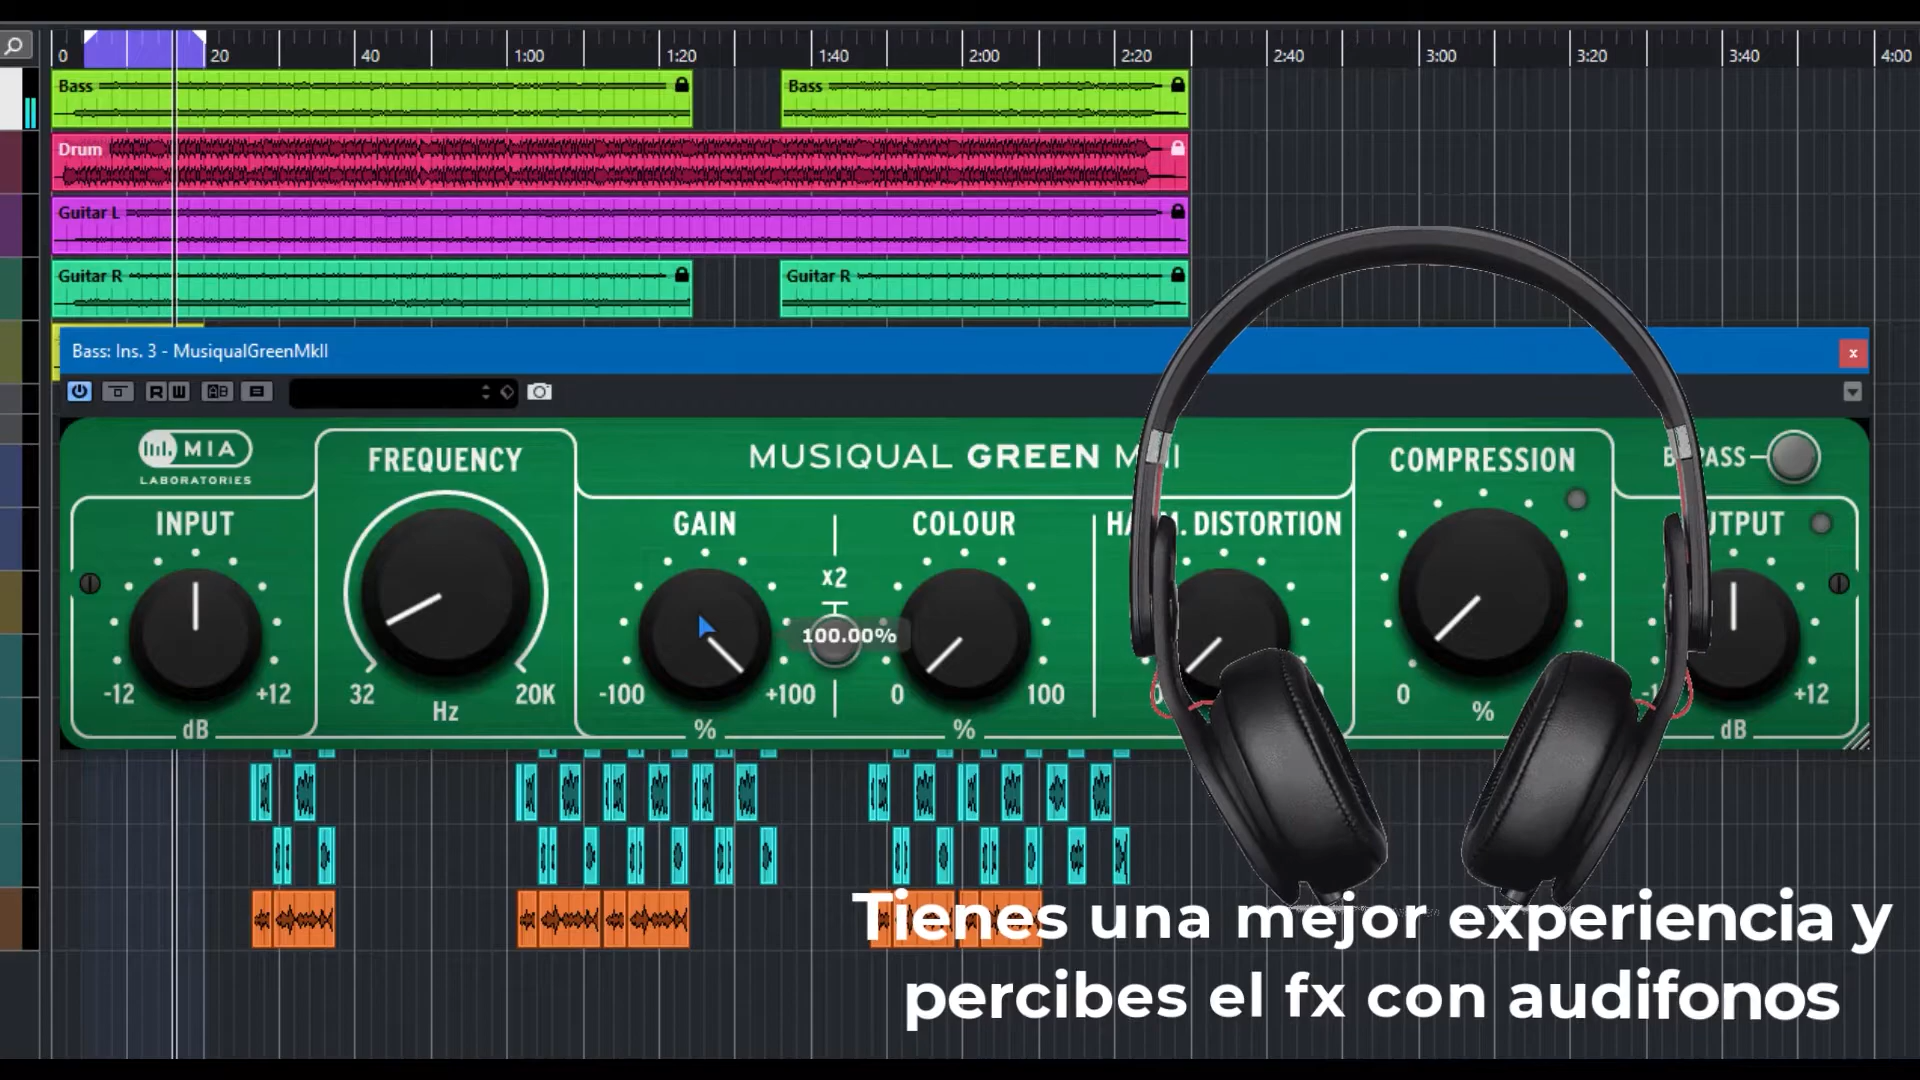 0 20 40 1:00 1:20 1:40 2:00 2:20 2:40 3:00 3:20 3:40 4:00
Bass Bass
Drum
Guitar L
Guitar R Guitar R
Bass: Ins. 3 - MusiqualGreenMkII
x
R W
MIA
LABORATORIES
FREQUENCY
MUSIQUAL GREEN
COMPRESSION
INPUT
GAIN
COLOUR
DISTORTION
x2
100.00%
-12 +12
dB
32 20K
Hz
-100 +100
%
0 100
%
0
%
+12
dB
Tienes una mejor experiencia y
percibes el fx con audifonos